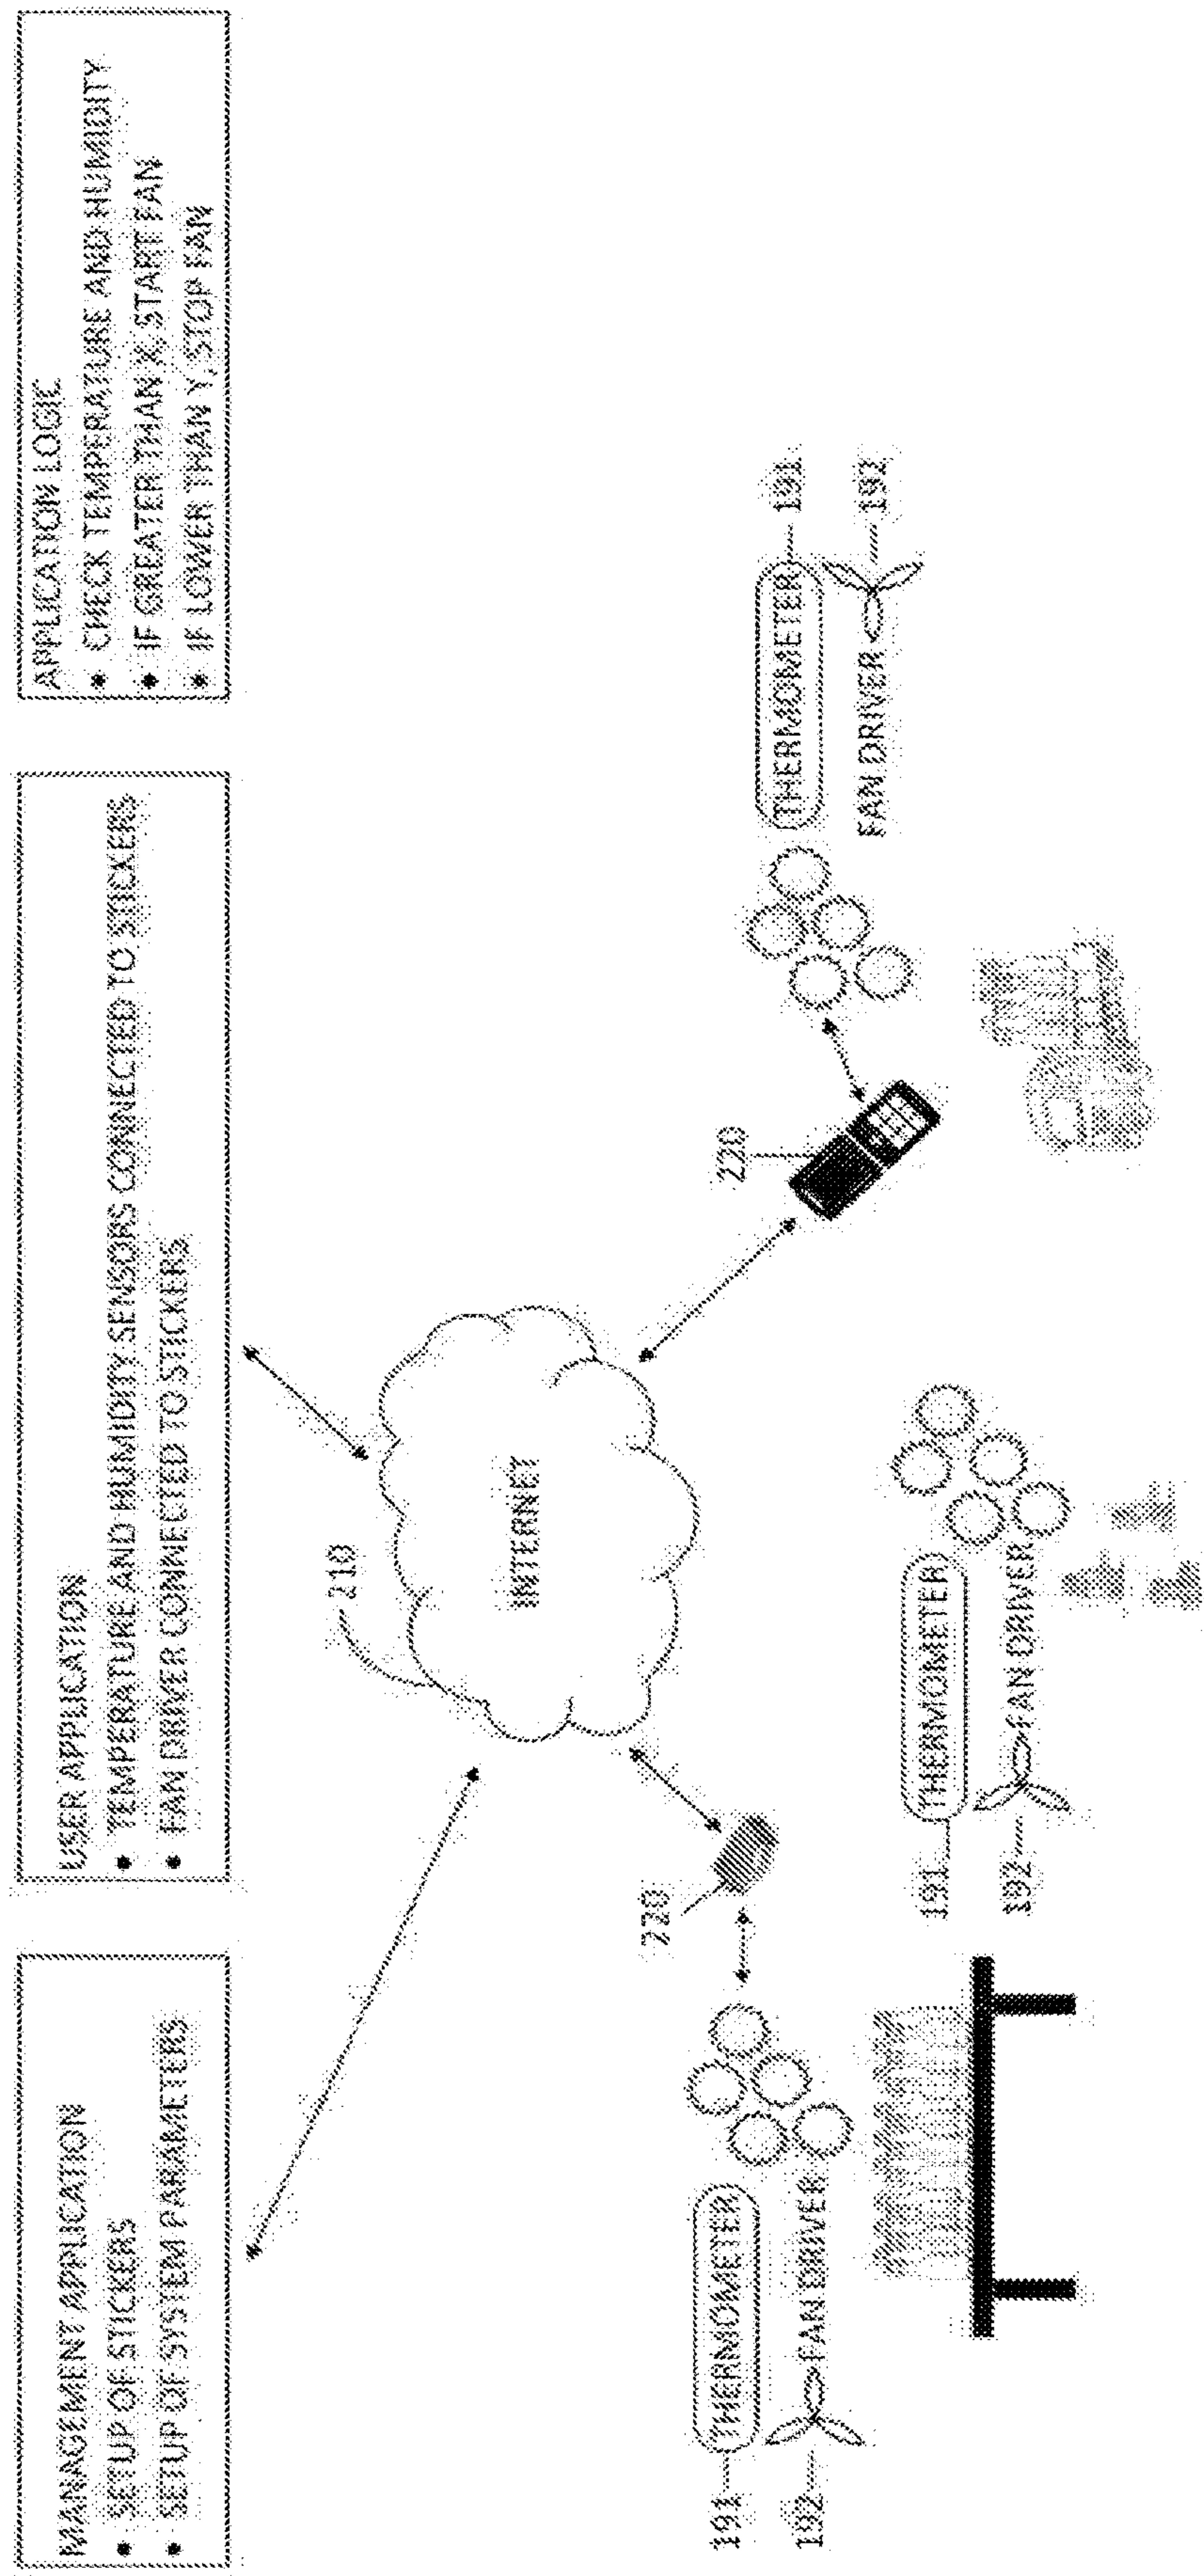 MANAGEMENT APPLICATION
• SETUP OF STICKERS
• SETUP OF SYSTEM PARAMETERS
USER APPLICATION
• TEMPERATURE AND HUMIDITY SENSORS CONNECTED TO STICKERS
• FAN DRIVER CONNECTED TO STICKERS
APPLICATION LOGIC
• CHECK TEMPERATURE AND HUMIDITY
• IF GREATER THAN X, START FAN
• IF LOWER THAN Y, STOP FAN
210
INTERNET
220
220
191
THERMOMETER
192
FAN DRIVER
191
THERMOMETER
192
FAN DRIVER
THERMOMETER
191
FAN DRIVER
192